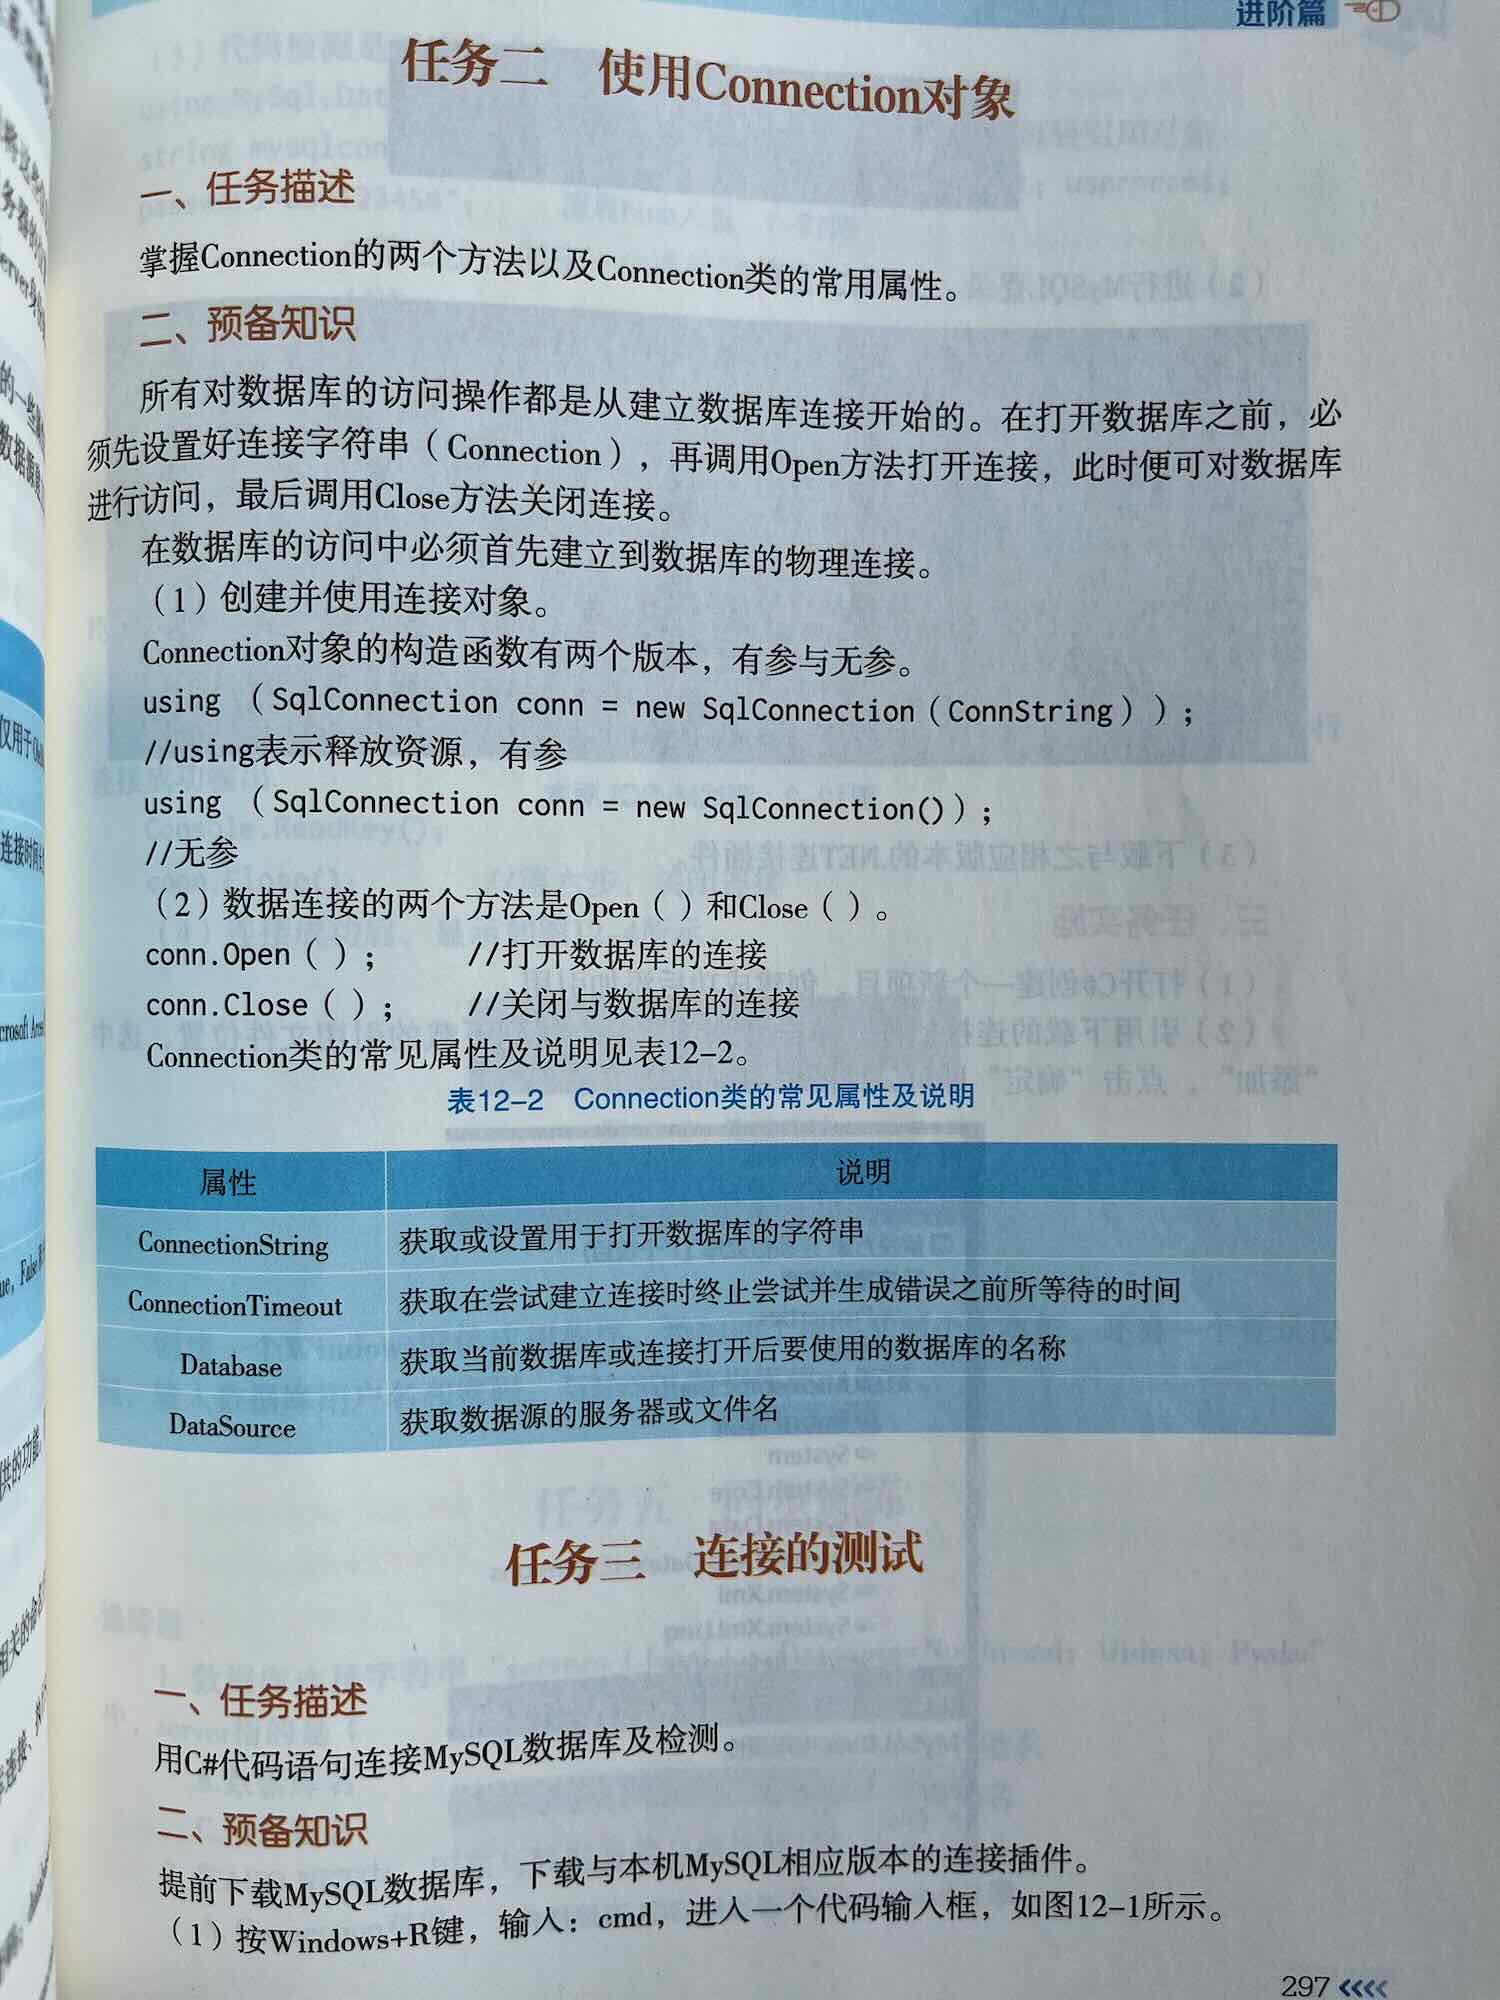 进阶篇
任务二 使用Connection对象
一、任务描述
掌握Connection的两个方法以及Connection类的常用属性。
二、预备知识
所有对数据库的访问操作都是从建立数据库连接开始的。在打开数据库之前，必
须先设置好连接字符串（Connection），再调用Open方法打开连接，此时便可对数据库
进行访问，最后调用Close方法关闭连接。
在数据库的访问中必须首先建立到数据库的物理连接。
（1）创建并使用连接对象。
Connection对象的构造函数有两个版本，有参与无参。
using （SqlConnection conn = new SqlConnection（ConnString））；
//using表示释放资源，有参
using （SqlConnection conn = new SqlConnection()）；
//无参
（2）数据连接的两个方法是Open（）和Close（）。
conn.Open（）； //打开数据库的连接
conn.Close（）； //关闭与数据库的连接
Connection类的常见属性及说明见表12-2。
表12-2 Connection类的常见属性及说明
属性 说明
ConnectionString 获取或设置用于打开数据库的字符串
ConnectionTimeout 获取在尝试建立连接时终止尝试并生成错误之前所等待的时间
Database 获取当前数据库或连接打开后要使用的数据库的名称
DataSource 获取数据源的服务器或文件名
任务三 连接的测试
一、任务描述
用C#代码语句连接MySQL数据库及检测。
二、预备知识
提前下载MySQL数据库，下载与本机MySQL相应版本的连接插件。
（1）按Windows+R键，输入：cmd，进入一个代码输入框，如图12-1所示。
297